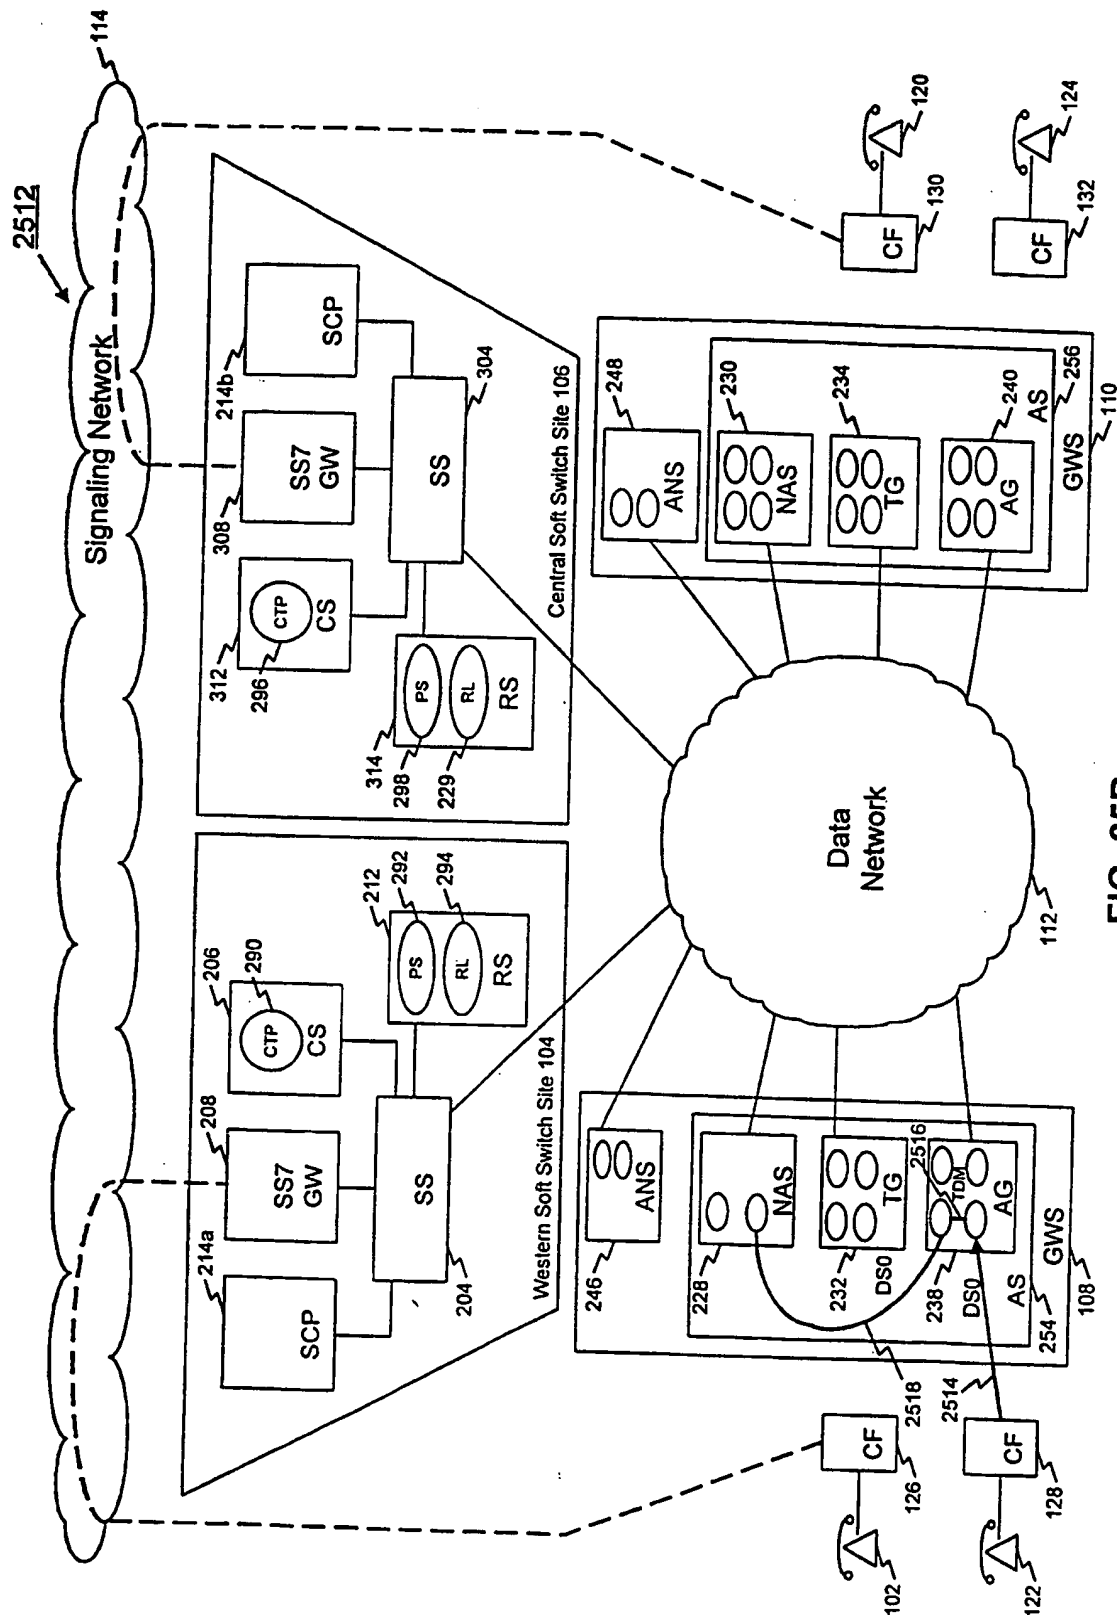 2512
Signaling Network
114
Western Soft Switch Site 104
214a
SCP
208
SS7
GW
206
290
CTP
CS
212
292
PS
294
RL
RS
SS
204
Central Soft Switch Site 106
312
296
CTP
CS
308
SS7
GW
214b
SCP
314
298
PS
229
RL
RS
SS
304
102
CF
126
122
CF
128
2514
2518
246
ANS
228
NAS
232
TG
DS0
2516
238
TDM
AG
DS0
AS
254
GWS
108
Data
Network
112
248
ANS
230
NAS
234
TG
240
AG
AS
256
GWS
110
CF
130
120
CF
132
124